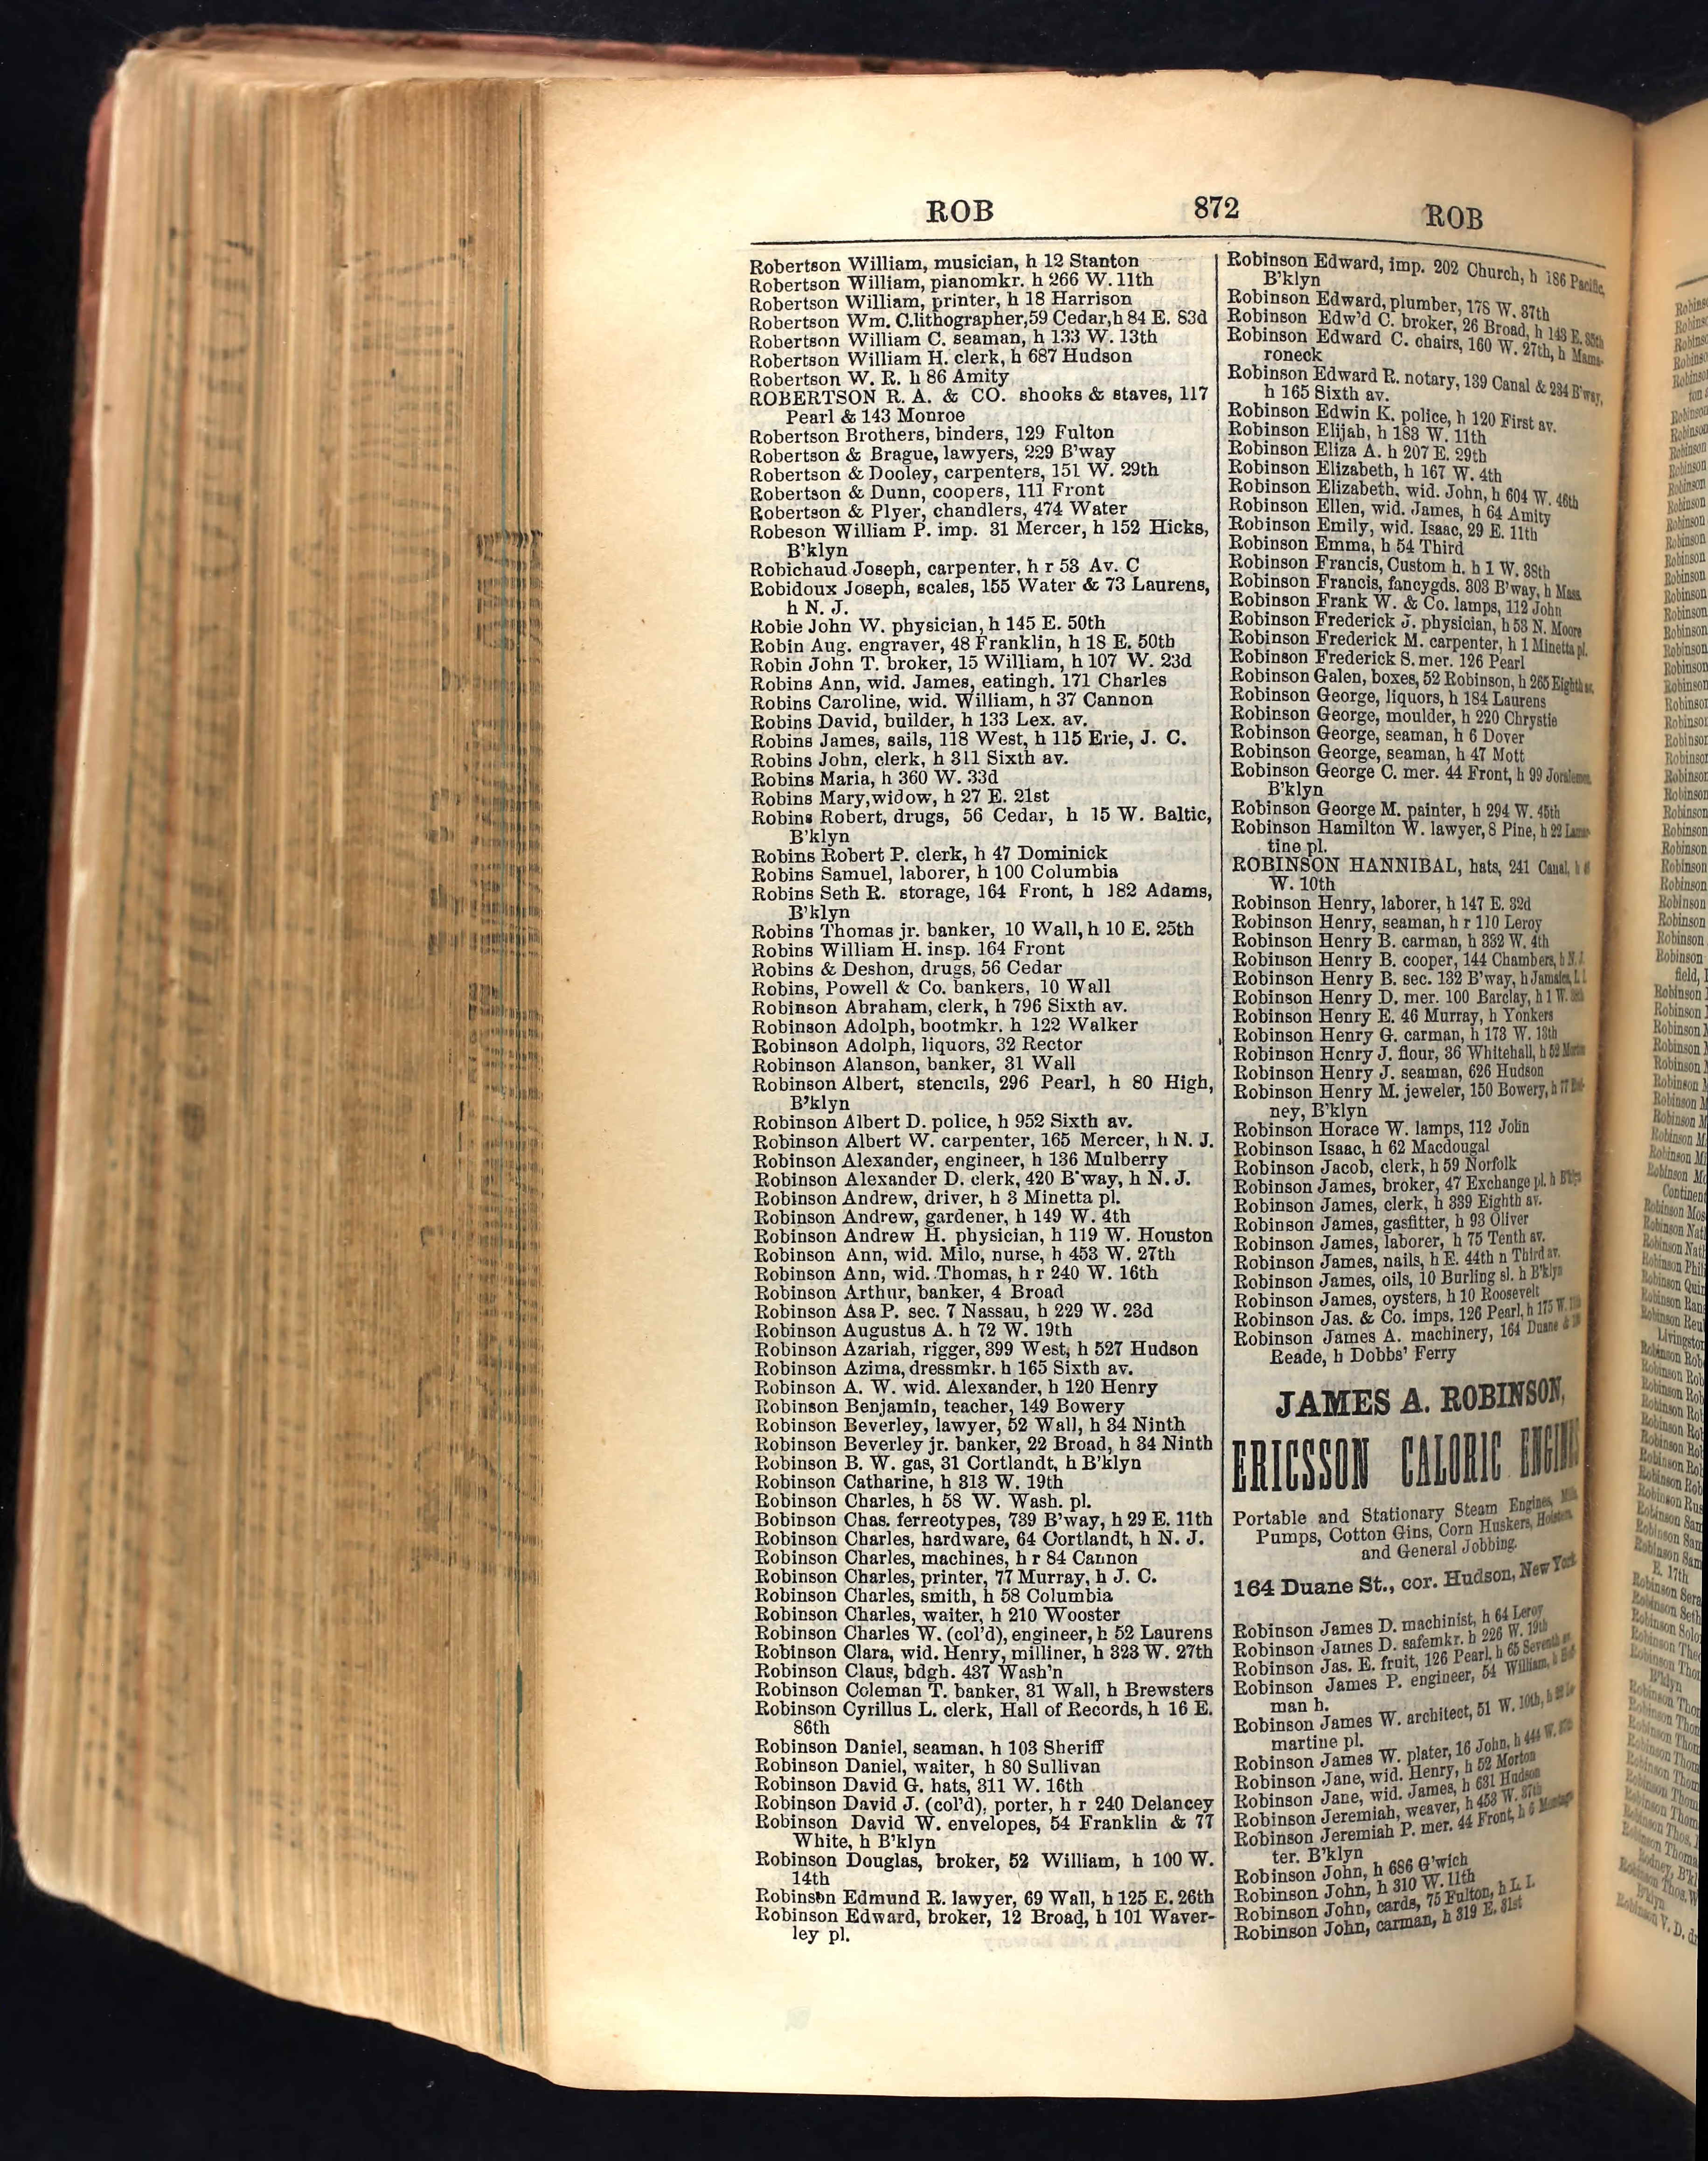 ROB 872 ROB
Robertson William, musician, h 12 Stanton
Robertson William, pianomkr. h 266 W. 11th
Robertson William, printer, h 18 Harrison
Robertson Wm. C. lithographer, 59 Cedar, h 84 E. 83d
Robertson William C. seaman, h 133 W. 13th
Robertson William H. clerk, h 687 Hudson
Robertson W. R. h 86 Amity
ROBERTSON R. A. & CO. shooks & staves, 117
Pearl & 143 Monroe
Robertson Brothers, binders, 129 Fulton
Robertson & Brague, lawyers, 229 B'way
Robertson & Dooley, carpenters, 151 W. 29th
Robertson & Dunn, coopers, 111 Front
Robertson & Plyer, chandlers, 474 Water
Robeson William P. imp. 31 Mercer, h 152 Hicks,
B'klyn
Robichaud Joseph, carpenter, h r 53 Av. C
Robidoux Joseph, scales, 155 Water & 73 Laurens,
h N. J.
Robie John W. physician, h 145 E. 50th
Robin Aug. engraver, 48 Franklin, h 18 E. 50th
Robin John T. broker, 15 William, h 107 W. 23d
Robins Ann, wid. James, eatingh. 171 Charles
Robins Caroline, wid. William, h 37 Cannon
Robins David, builder, h 133 Lex. av.
Robins James, sails, 118 West, h 115 Erie, J. C.
Robins John, clerk, h 311 Sixth av.
Robins Maria, h 360 W. 33d
Robins Mary, widow, h 27 E. 21st
Robins Robert, drugs, 56 Cedar, h 15 W. Baltic,
B'klyn
Robins Robert P. clerk, h 47 Dominick
Robins Samuel, laborer, h 100 Columbia
Robins Seth R. storage, 164 Front, h 182 Adams,
B'klyn
Robins Thomas jr. banker, 10 Wall, h 10 E. 25th
Robins William H. insp. 164 Front
Robins & Deshon, drugs, 56 Cedar
Robins, Powell & Co. bankers, 10 Wall
Robinson Abraham, clerk, h 796 Sixth av.
Robinson Adolph, bootmkr. h 122 Walker
Robinson Adolph, liquors, 32 Rector
Robinson Alanson, banker, 31 Wall
Robinson Albert, stencils, 296 Pearl, h 80 High,
B'klyn
Robinson Albert D. police, h 952 Sixth av.
Robinson Albert W. carpenter, 165 Mercer, h N. J.
Robinson Alexander, engineer, h 136 Mulberry
Robinson Alexander D. clerk, 420 B'way, h N. J.
Robinson Andrew, driver, h 3 Minetta pl.
Robinson Andrew, gardener, h 149 W. 4th
Robinson Andrew H. physician, h 119 W. Houston
Robinson Ann, wid. Milo, nurse, h 453 W. 27th
Robinson Ann, wid. Thomas, h r 240 W. 16th
Robinson Arthur, banker, 4 Broad
Robinson Asa P. sec. 7 Nassau, h 229 W. 23d
Robinson Augustus A. h 72 W. 19th
Robinson Azariah, rigger, 399 West, h 527 Hudson
Robinson Azima, dressmkr. h 165 Sixth av.
Robinson A. W. wid. Alexander, h 120 Henry
Robinson Benjamin, teacher, 149 Bowery
Robinson Beverley, lawyer, 52 Wall, h 34 Ninth
Robinson Beverley jr. banker, 22 Broad, h 34 Ninth
Robinson B. W. gas, 31 Cortlandt, h B'klyn
Robinson Catharine, h 313 W. 19th
Robinson Charles, h 58 W. Wash. pl.
Bobinson Chas. ferreotypes, 739 B'way, h 29 E. 11th
Robinson Charles, hardware, 64 Cortlandt, h N. J.
Robinson Charles, machines, h r 84 Cannon
Robinson Charles, printer, 77 Murray, h J. C.
Robinson Charles, smith, h 58 Columbia
Robinson Charles, waiter, h 210 Wooster
Robinson Charles W. (col'd), engineer, h 52 Laurens
Robinson Clara, wid. Henry, milliner, h 323 W. 27th
Robinson Claus, bdgh. 437 Wash'n
Robinson Coleman T. banker, 31 Wall, h Brewsters
Robinson Cyrillus L. clerk, Hall of Records, h 16 E.
86th
Robinson Daniel, seaman, h 103 Sheriff
Robinson Daniel, waiter, h 80 Sullivan
Robinson David G. hats, 311 W. 16th
Robinson David J. (col'd), porter, h r 240 Delancey
Robinson David W. envelopes, 54 Franklin & 77
White, h B'klyn
Robinson Douglas, broker, 52 William, h 100 W.
14th
Robinson Edmund R. lawyer, 69 Wall, h 125 E. 26th
Robinson Edward, broker, 12 Broad, h 101 Waver-
ley pl.
Robinson Edward, imp. 202 Church, h 186 Pacific,
B'klyn
Robinson Edward, plumber, 178 W. 37th
Robinson Edw'd C. broker, 26 Broad, h 143 E. 35th
Robinson Edward C. chairs, 160 W. 27th, h Mama-
roneck
Robinson Edward R. notary, 139 Canal & 234 B'way,
h 165 Sixth av.
Robinson Edwin K. police, h 120 First av.
Robinson Elijah, h 183 W. 11th
Robinson Eliza A. h 207 E. 29th
Robinson Elizabeth, h 167 W. 4th
Robinson Elizabeth, wid. John, h 604 W. 46th
Robinson Ellen, wid. James, h 64 Amity
Robinson Emily, wid. Isaac, 29 E. 11th
Robinson Emma, h 54 Third
Robinson Francis, Custom h. h 1 W. 38th
Robinson Francis, fancygds. 303 B'way, h Mass.
Robinson Frank W. & Co. lamps, 112 John
Robinson Frederick J. physician, h 53 N. Moore
Robinson Frederick M. carpenter, h 1 Minetta pl.
Robinson Frederick S. mer. 126 Pearl
Robinson Galen, boxes, 52 Robinson, h 265 Eighth av.
Robinson George, liquors, h 184 Laurens
Robinson George, moulder, h 220 Chrystie
Robinson George, seaman, h 6 Dover
Robinson George, seaman, h 47 Mott
Robinson George C. mer. 44 Front, h 99 Joralemon,
B'klyn
Robinson George M. painter, h 294 W. 45th
Robinson Hamilton W. lawyer, 8 Pine, h 22 Lamar-
tine pl.
ROBINSON HANNIBAL, hats, 241 Canal, h
W. 10th
Robinson Henry, laborer, h 147 E. 32d
Robinson Henry, seaman, h r 110 Leroy
Robinson Henry B. carman, h 332 W. 4th
Robinson Henry B. cooper, 144 Chambers, h N. J.
Robinson Henry B. sec. 132 B'way, h Jamaica, L. I.
Robinson Henry D. mer. 100 Barclay, h 1 W.
Robinson Henry E. 46 Murray, h Yonkers
Robinson Henry G. carman, h 173 W. 13th
Robinson Henry J. flour, 36 Whitehall, h 52 Morton
Robinson Henry J. seaman, 626 Hudson
Robinson Henry M. jeweler, 150 Bowery, h 77
ney, B'klyn
Robinson Horace W. lamps, 112 John
Robinson Isaac, h 62 Macdougal
Robinson Jacob, clerk, h 59 Norfolk
Robinson James, broker, 47 Exchange pl. h B'klyn
Robinson James, clerk, h 339 Eighth av.
Robinson James, gasfitter, h 93 Oliver
Robinson James, laborer, h 75 Tenth av.
Robinson James, nails, h E. 44th n Third av.
Robinson James, oils, 10 Burling sl. h B'klyn
Robinson James, oysters, h 10 Roosevelt
Robinson Jas. & Co. imps. 126 Pearl, h 175 W.
Robinson James A. machinery, 164 Duane &
Reade, h Dobbs' Ferry
JAMES A. ROBINSON,
ERICSSON CALORIC ENGINES
Portable and Stationary Steam Engines,
Pumps, Cotton Gins, Corn Huskers,
and General Jobbing.
164 Duane St., cor. Hudson, New York
Robinson James D. machinist, h 64 Leroy
Robinson James D. safemkr. h 226 W. 19th
Robinson Jas. E. fruit, 126 Pearl, h 65 Seventh av.
Robinson James P. engineer, 54 William, h
man h.
Robinson James W. architect, 51 W. 10th, h 22 La-
martine pl.
Robinson James W. plater, 16 John, h 444 W.
Robinson Jane, wid. Henry, h 52 Morton
Robinson Jane, wid. James, h 631 Hudson
Robinson Jeremiah, weaver, h 453 W. 27th
Robinson Jeremiah P. mer. 44 Front, h 6 Montague
ter. B'klyn
Robinson John, h 686 G'wich
Robinson John, h 310 W. 11th
Robinson John, cards, 75 Fulton, h L. I.
Robinson John, carman, h 319 E. 31st